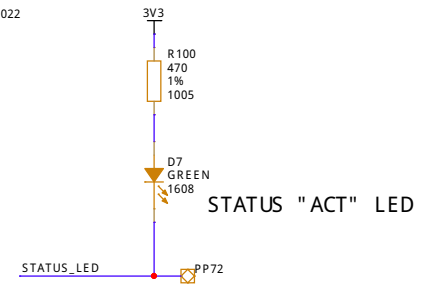 022
3V3
R100
470
1%
1005
D7
GREEN
1608
STATUS "ACT" LED
STATUS_LED
PP72